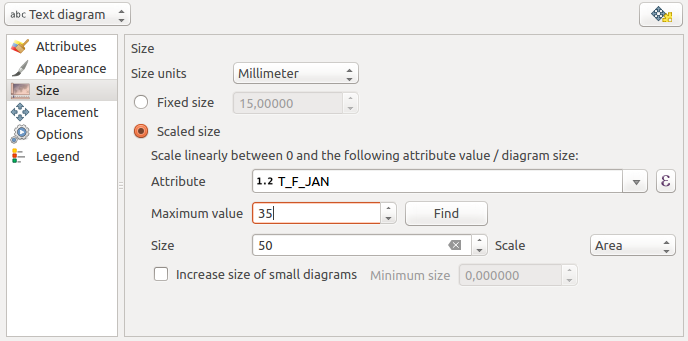 abc Text diagram
Attributes
Appearance
Size
Placement
Options
Legend
Size
Size units Millimeter
Fixed size 15,00000
Scaled size
Scale linearly between 0 and the following attribute value / diagram size:
Attribute 1.2 T_F_JAN ε
Maximum value 35 Find
Size 50 Scale Area
Increase size of small diagrams Minimum size 0,000000